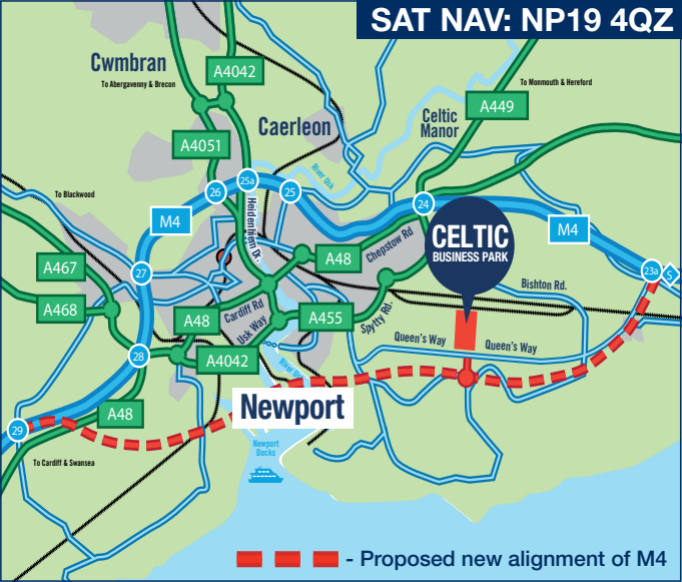 SAT NAV: NP19 4QZ
Cwmbran
To Abergavenny & Brecon
A4042
To Monmouth & Hereford
A449
Caerleon
Celtic
Manor
A4051
River Usk
25a
26
25
24
To Blackwood
M4
Heidenheim Dr.
M4
CELTIC
BUSINESS PARK
Chepstow Rd
A48
A467
27
23a
S
Bishton Rd.
A468
A48
Cardiff Rd
Usk Way
A455
Spytty Rd.
Queen's Way
Queen's Way
28
A4042
River Usk
A48
Newport
29
To Cardiff & Swansea
Newport
Docks
- Proposed new alignment of M4